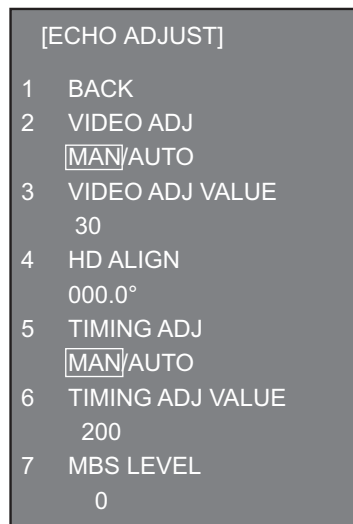 [ECHO ADJUST]
1 BACK
2 VIDEO ADJ
MAN/AUTO
3 VIDEO ADJ VALUE
30
4 HD ALIGN
000.0°
5 TIMING ADJ
MAN/AUTO
6 TIMING ADJ VALUE
200
7 MBS LEVEL
0